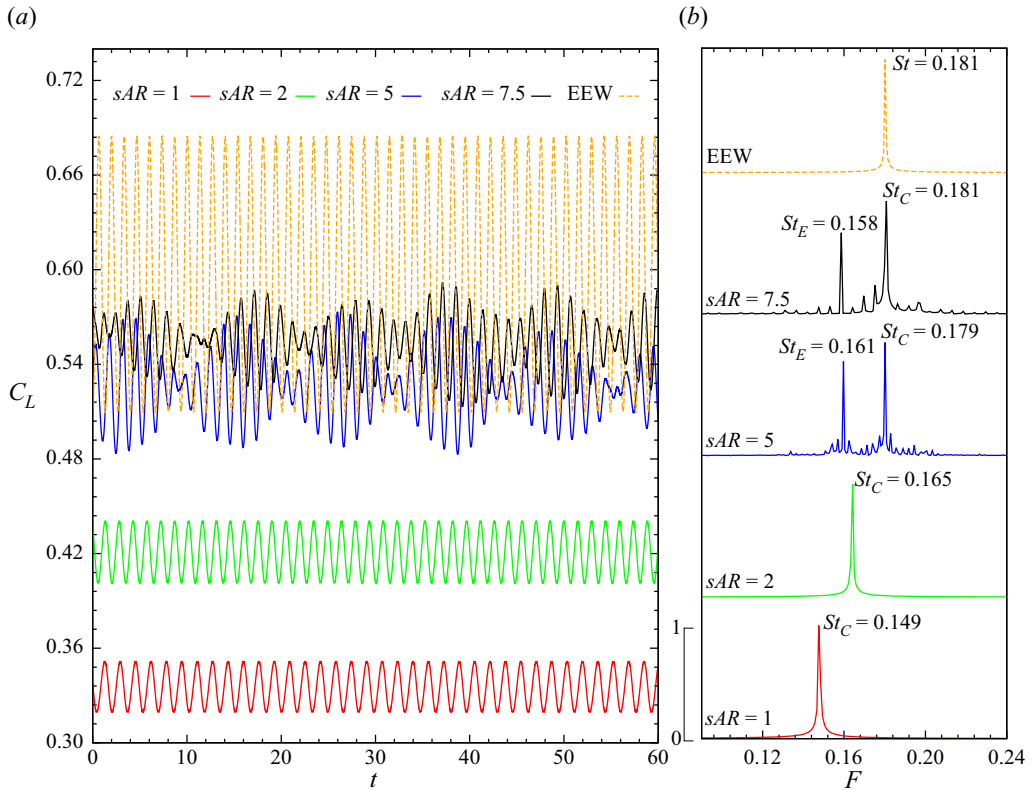 (a)
(b)
sAR = 1 sAR = 2 sAR = 5 sAR = 7.5 EEW
0.72
0.66
0.60
0.54
0.48
0.42
0.36
0.30
C_L
0 10 20 30 40 50 60
t
St = 0.181
EEW
St_C = 0.181
St_E = 0.158
sAR = 7.5
St_C = 0.179
St_E = 0.161
sAR = 5
St_C = 0.165
sAR = 2
St_C = 0.149
1
sAR = 1
0
0.12 0.16 0.20 0.24
F